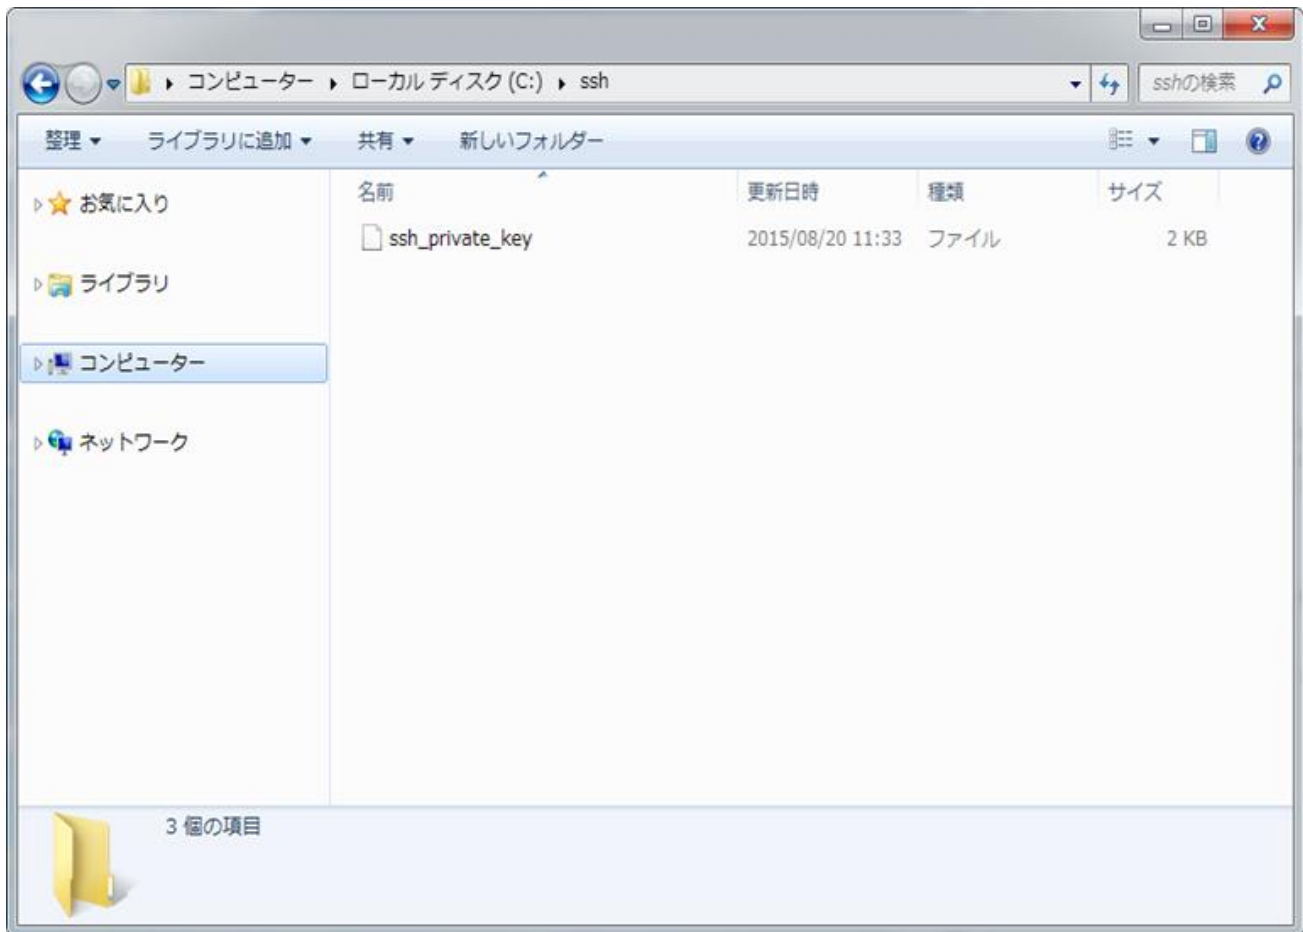 コンピューター ローカル ディスク (C:) ssh sshの検索
整理 ライブラリに追加 共有 新しいフォルダー
お気に入り
ライブラリ
コンピューター
ネットワーク
名前 更新日時 種類 サイズ
ssh_private_key 2015/08/20 11:33 ファイル 2 KB
3 個の項目